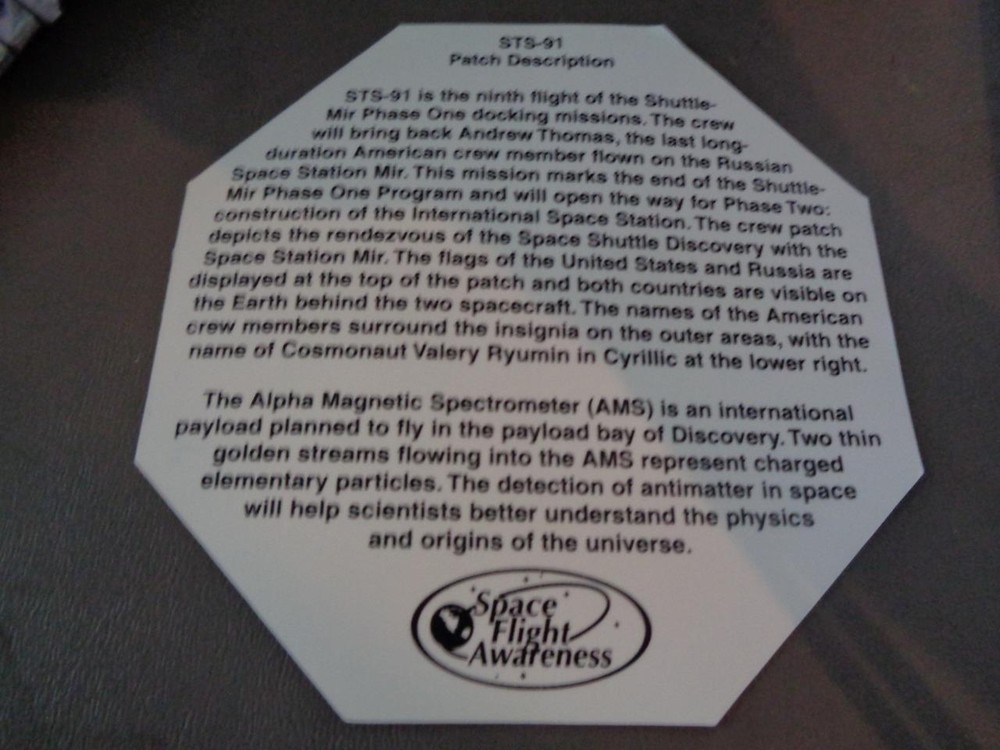 STS-91
Patch Description
STS-91 is the ninth flight of the Shuttle-
Mir Phase One docking missions. The crew
will bring back Andrew Thomas, the last long-
duration American crew member flown on the Russian
Space Station Mir. This mission marks the end of the Shuttle-
Mir Phase One Program and will open the way for Phase Two:
construction of the International Space Station. The crew patch
depicts the rendezvous of the Space Shuttle Discovery with the
Space Station Mir. The flags of the United States and Russia are
displayed at the top of the patch and both countries are visible on
the Earth behind the two spacecraft. The names of the American
crew members surround the insignia on the outer areas, with the
name of Cosmonaut Valery Ryumin in Cyrillic at the lower right.
The Alpha Magnetic Spectrometer (AMS) is an international
payload planned to fly in the payload bay of Discovery. Two thin
golden streams flowing into the AMS represent charged
elementary particles. The detection of antimatter in space
will help scientists better understand the physics
and origins of the universe.
Space
Flight
Awareness